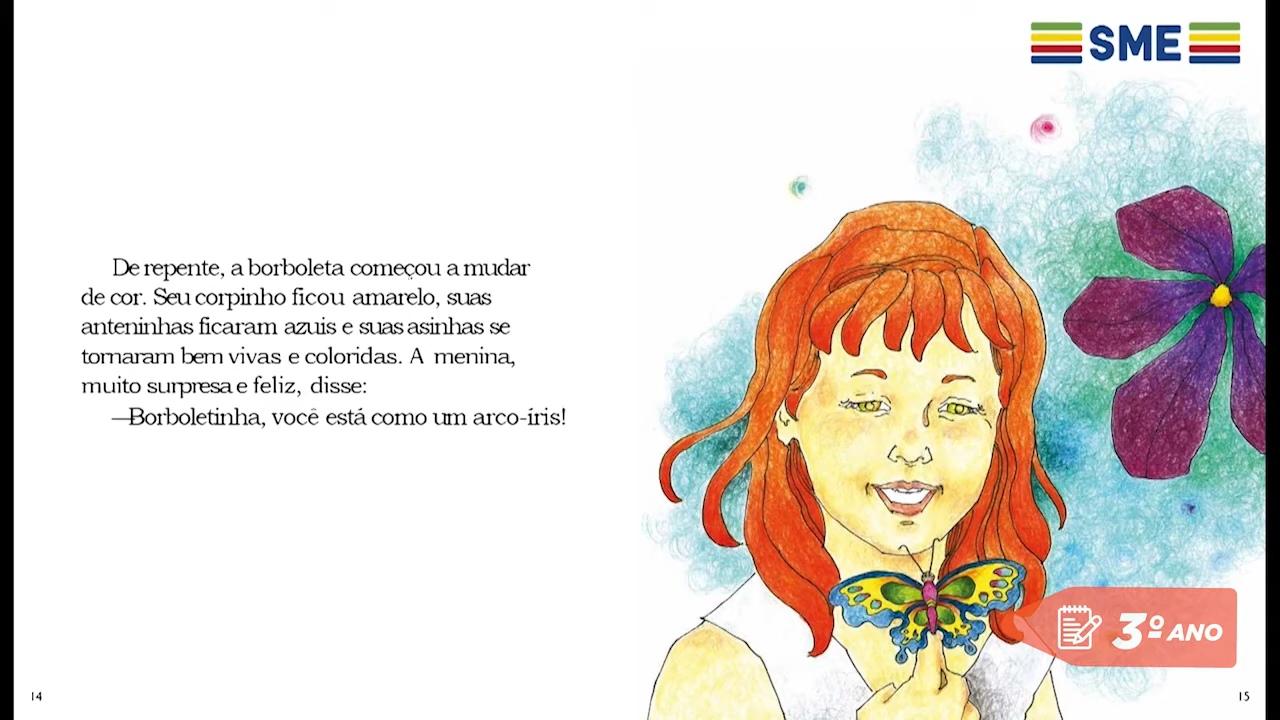 SME
De repente, a borboleta começou a mudar
de cor. Seu corpinho ficou amarelo, suas
anteninhas ficaram azuis e suas asinhas se
tornaram bem vivas e coloridas. A menina,
muito surpresa e feliz, disse:
—Borboletinha, você está como um arco-íris!
3º ANO
14
15